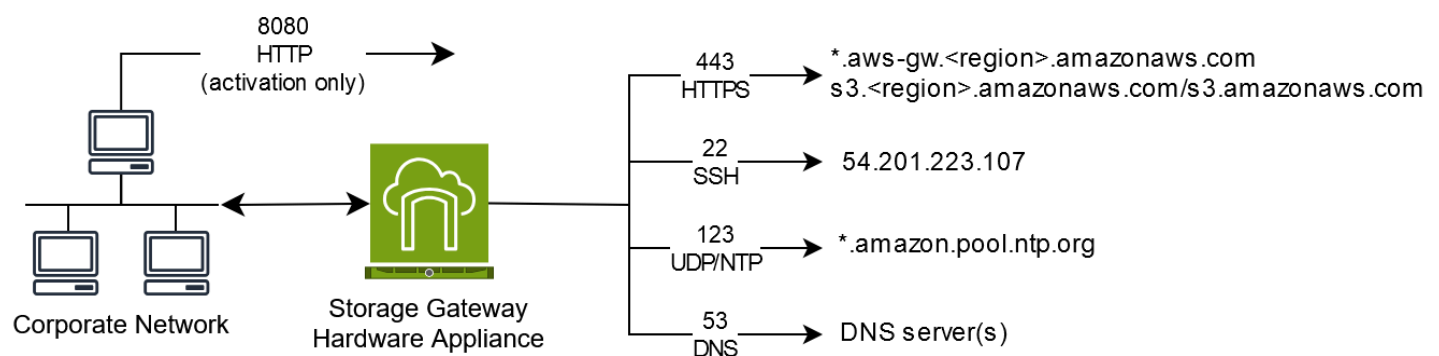 8080
HTTP
(activation only)
Corporate Network
Storage Gateway
Hardware Appliance
443
HTTPS
*.aws-gw.<region>.amazonaws.com
s3.<region>.amazonaws.com/s3.amazonaws.com
22
SSH
54.201.223.107
123
UDP/NTP
*.amazon.pool.ntp.org
53
DNS
DNS server(s)